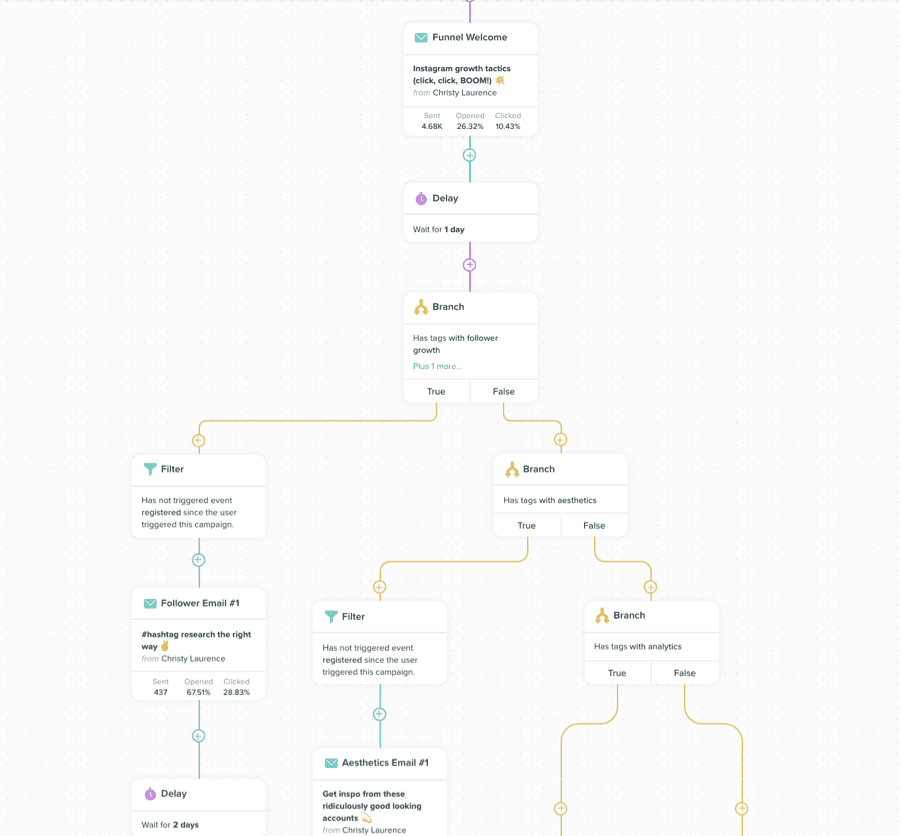 Funnel Welcome
Instagram growth tactics
(click, click, BOOM!) 💥
from Christy Laurence
Sent Opened Clicked
4.68K 26.32% 10.43%
Delay
Wait for 1 day
Branch
Has tags with follower
growth
Plus 1 more...
True False
Filter
Has not triggered event
registered since the user
triggered this campaign.
Branch
Has tags with aesthetics
True False
Follower Email #1
#hashtag research the right
way ✌️
from Christy Laurence
Sent Opened Clicked
437 67.51% 28.83%
Filter
Has not triggered event
registered since the user
triggered this campaign.
Branch
Has tags with analytics
True False
Delay
Wait for 2 days
Aesthetics Email #1
Get inspo from these
ridiculously good looking
accounts 💫
from Christy Laurence